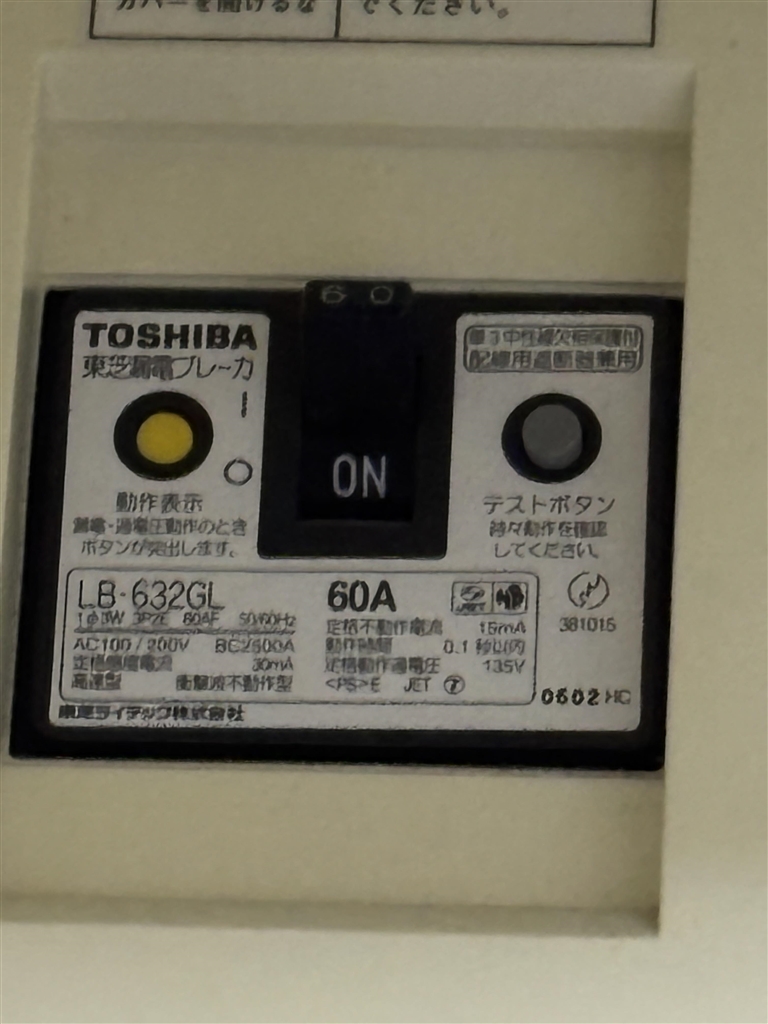 カバーを開けるな
でください。
60
TOSHIBA
東芝漏電ブレーカ
I
O
動作表示
漏電・過電圧動作のとき
ボタンが突出します。
ON
単3中性線欠相保護付
配線用遮断器兼用
テストボタン
時々動作を確認
してください。
LB-632GL
60A
1φ3W 3P2E 60AF 50/60Hz
AC100/200V BC2500A
定格感度電流 30mA
高速型 衝撃波不動作型
定格不動作電流 15mA
動作時間 0.1秒以内
定格動作過電圧 135V
<PS>E JET
381016
0602 HC
東芝ライテック株式会社